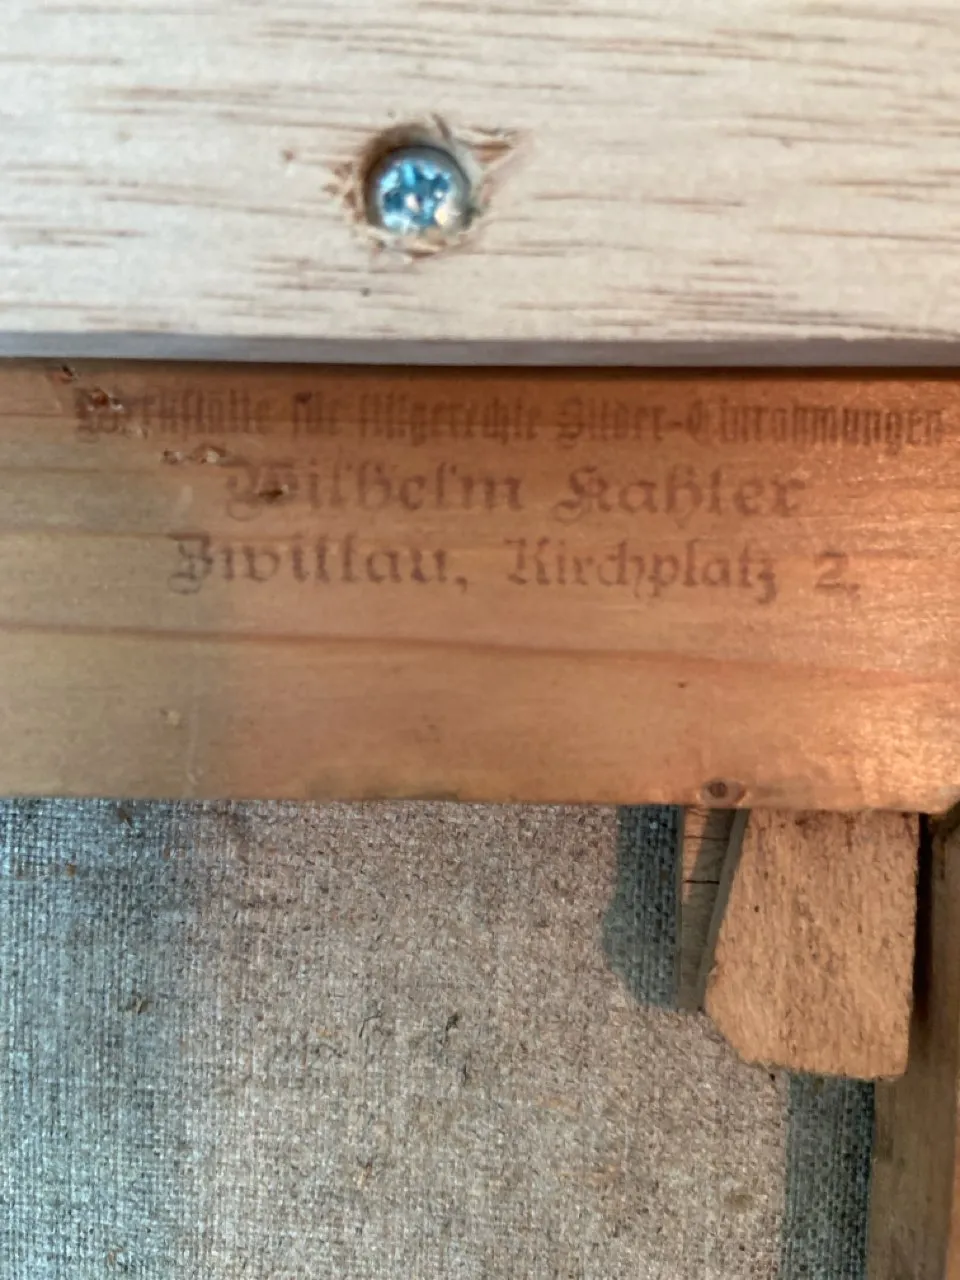 Werkstätte für stilgerechte Bilder-Einrahmungen
Wilhelm Kahler
Zwittau, Kirchplatz 2.